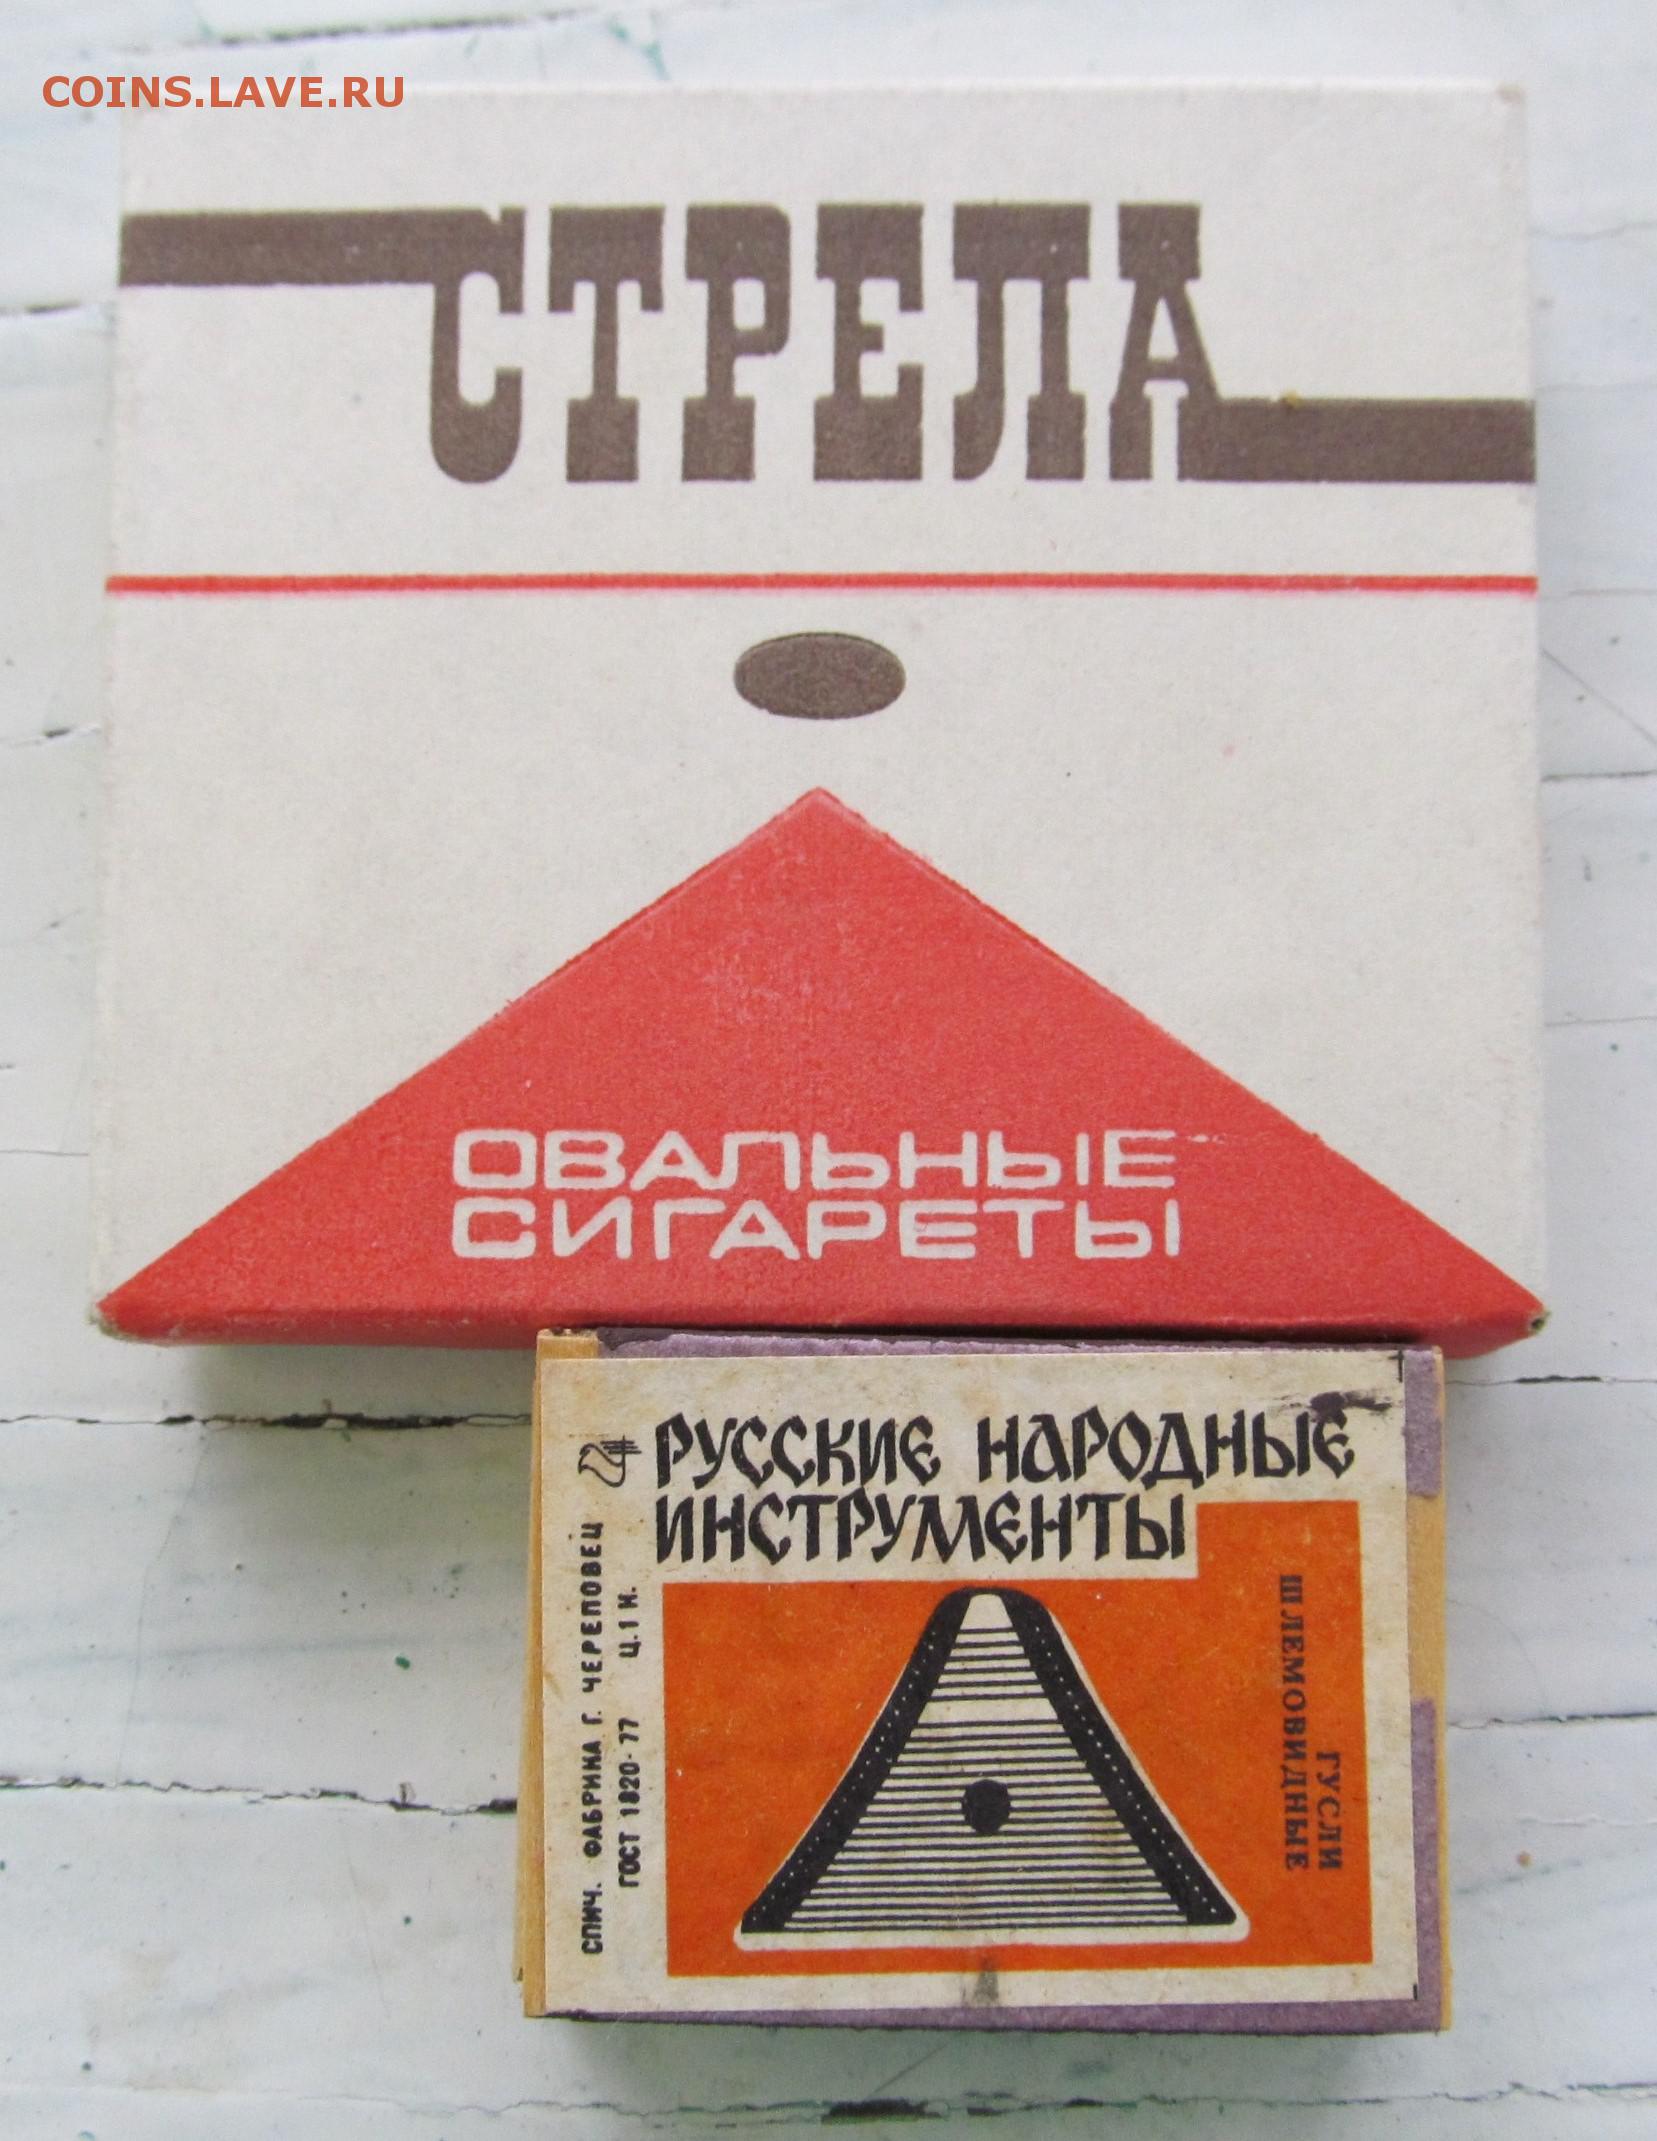 COINS.LAVE.RU
СТРЕЛА
ОВАЛЬНЫЕ
СИГАРЕТЫ
РУССКИЕ НАРОДНЫЕ
ИНСТРУМЕНТЫ
СПИЧ. ФАБРИКА Г. ЧЕРЕПОВЕЦ
ГОСТ 1820-77 Ц. 1 К.
ГУСЛИ
ШЛЕМОВИДНЫЕ